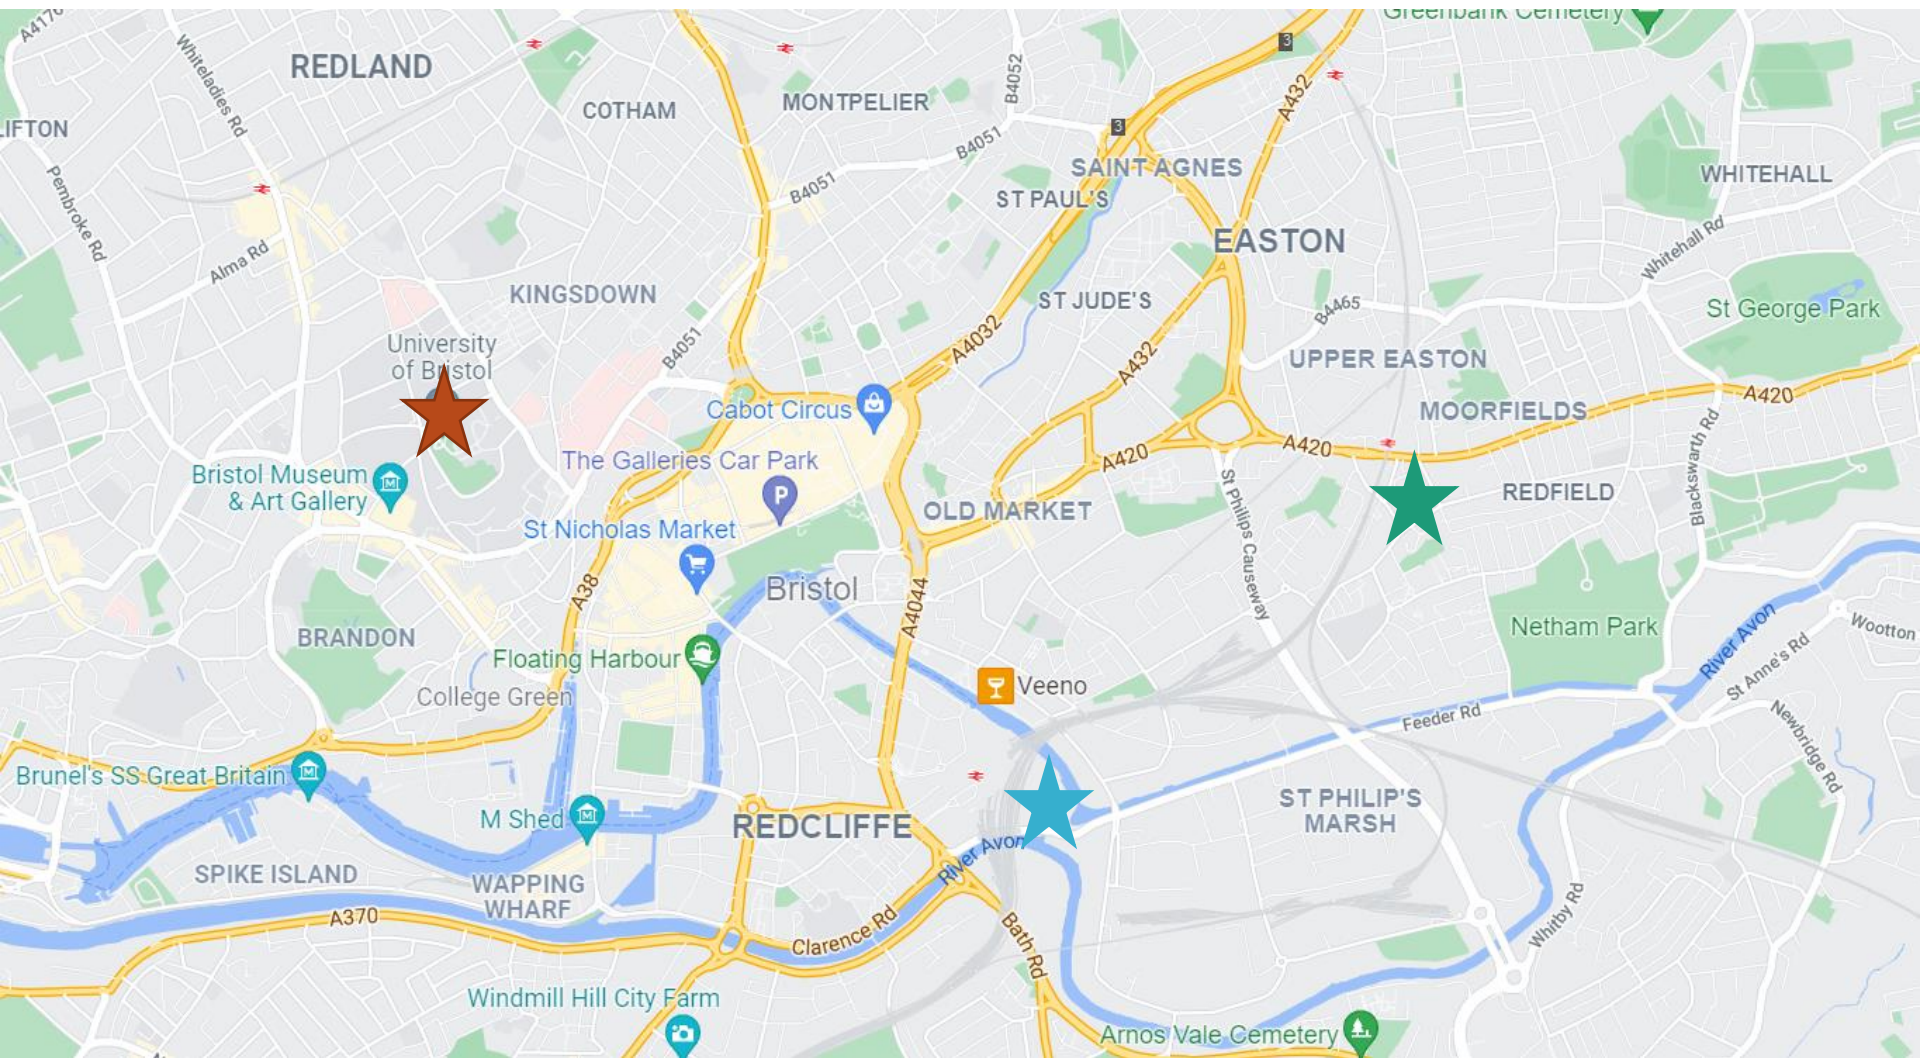 A4176
Greenbank Cemetery
3
REDLAND
Whiteladies Rd
B4052
A432
COTHAM
MONTPELIER
3
LIFTON
B4051
SAINT AGNES
WHITEHALL
B4051
ST PAUL'S
Pembroke Rd
Alma Rd
EASTON
Whitehall Rd
KINGSDOWN
ST JUDE'S
B4465
St George Park
University
of Bristol
B4051
A4032
A432
UPPER EASTON
A420
Cabot Circus
MOORFIELDS
Blacksworth Rd
The Galleries Car Park
P
A420
A420
Bristol Museum
& Art Gallery
M
St Philips Causeway
REDFIELD
OLD MARKET
St Nicholas Market
Bristol
A38
A4044
BRANDON
Netham Park
River Avon
Wootton
Floating Harbour
St Anne's Rd
College Green
Veeno
Feeder Rd
Newbridge Rd
Brunel's SS Great Britain
M
M Shed
M
REDCLIFFE
ST PHILIP'S
MARSH
River Avon
SPIKE ISLAND
WAPPING
WHARF
A370
Clarence Rd
Bath Rd
Whitby Rd
Windmill Hill City Farm
Arnos Vale Cemetery